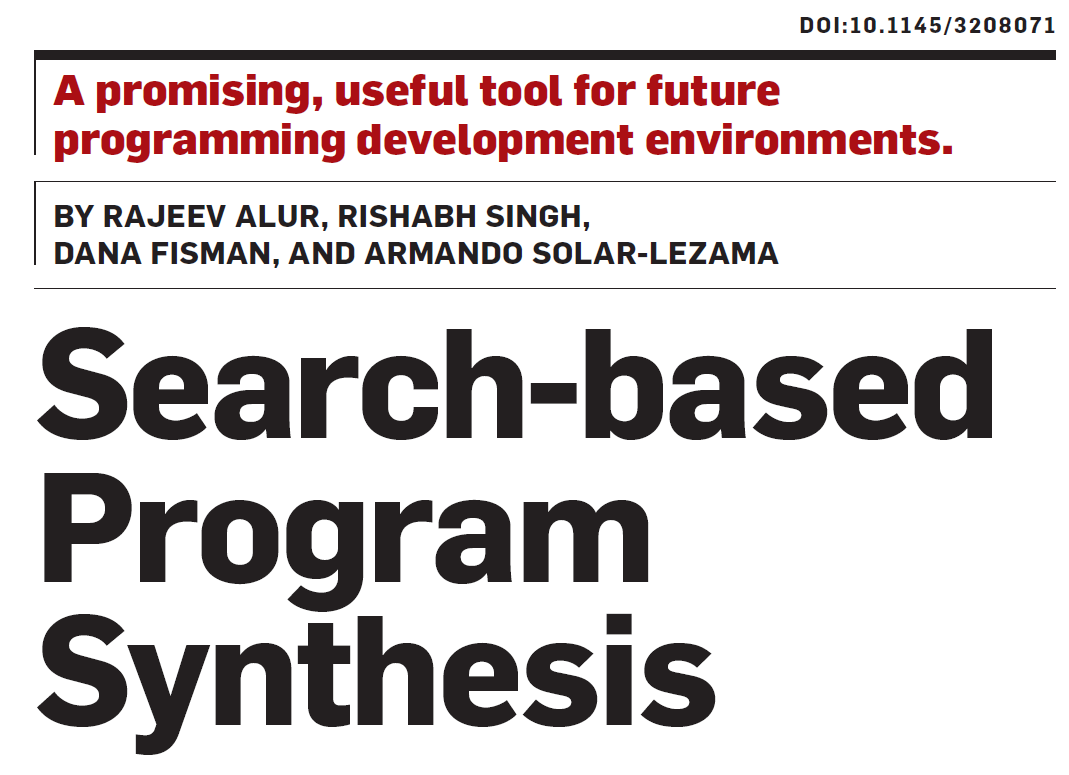 DOI:10.1145/3208071
A promising, useful tool for future
programming development environments.
BY RAJEEV ALUR, RISHABH SINGH,
DANA FISMAN, AND ARMANDO SOLAR-LEZAMA
Search-based
Program
Synthesis